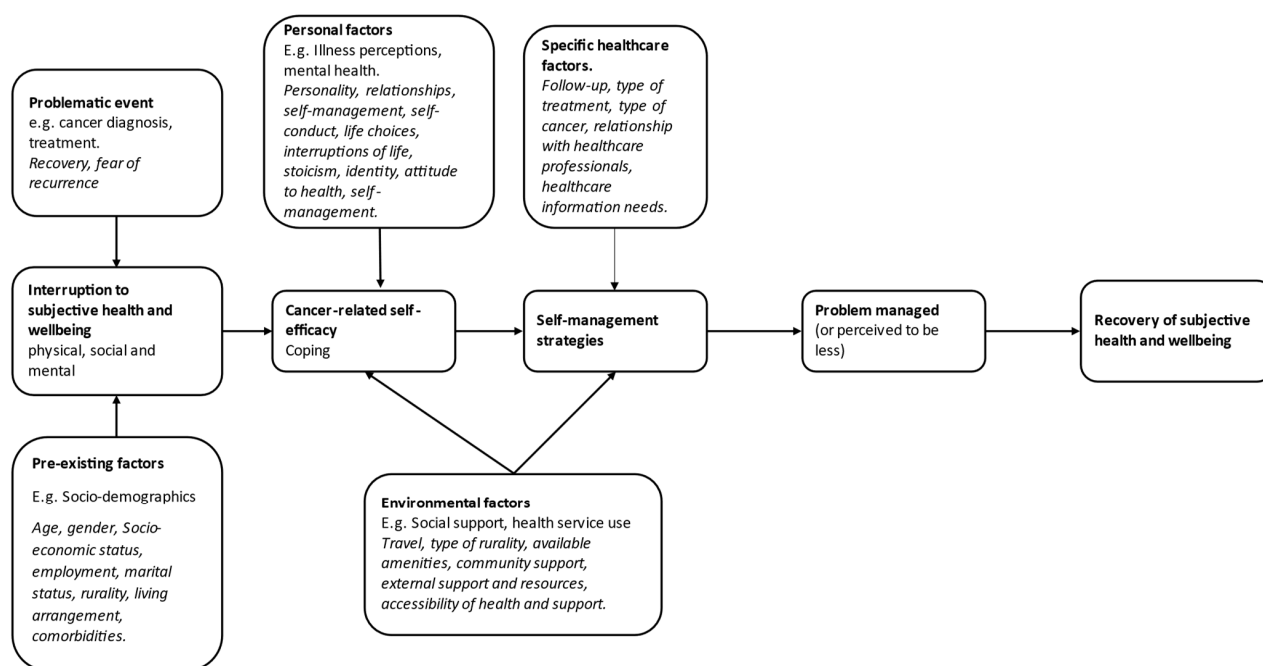 Problematic event
e.g. cancer diagnosis,
treatment.
Recovery, fear of
recurrence
Personal factors
E.g. Illness perceptions,
mental health.
Personality, relationships,
self-management, self-
conduct, life choices,
interruptions of life,
stoicism, identity, attitude
to health, self-
management.
Specific healthcare
factors.
Follow-up, type of
treatment, type of
cancer, relationship
with healthcare
professionals,
healthcare
information needs.
Interruption to
subjective health and
wellbeing
physical, social and
mental
Cancer-related self-
efficacy
Coping
Self-management
strategies
Problem managed
(or perceived to be
less)
Recovery of subjective
health and wellbeing
Pre-existing factors
E.g. Socio-demographics
Age, gender, Socio-
economic status,
employment, marital
status, rurality, living
arrangement,
comorbidities.
Environmental factors
E.g. Social support, health service use
Travel, type of rurality, available
amenities, community support,
external support and resources,
accessibility of health and support.